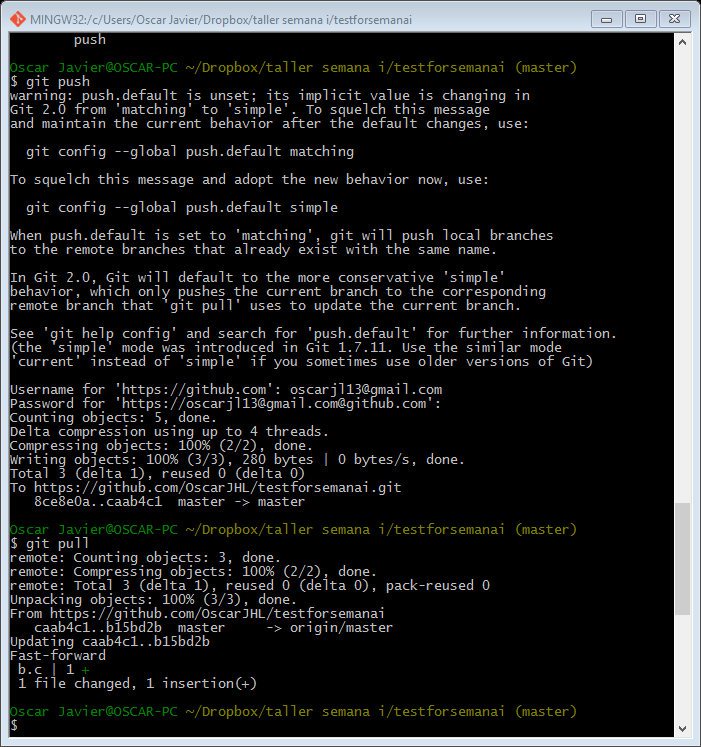 MINGW32:/c/Users/Oscar Javier/Dropbox/taller semana i/testforsemanai
push
Oscar Javier@OSCAR-PC ~/Dropbox/taller semana i/testforsemanai (master)
$ git push
warning: push.default is unset; its implicit value is changing in
Git 2.0 from 'matching' to 'simple'. To squelch this message
and maintain the current behavior after the default changes, use:
git config --global push.default matching
To squelch this message and adopt the new behavior now, use:
git config --global push.default simple
When push.default is set to 'matching', git will push local branches
to the remote branches that already exist with the same name.
In Git 2.0, Git will default to the more conservative 'simple'
behavior, which only pushes the current branch to the corresponding
remote branch that 'git pull' uses to update the current branch.
See 'git help config' and search for 'push.default' for further information.
(the 'simple' mode was introduced in Git 1.7.11. Use the similar mode
'current' instead of 'simple' if you sometimes use older versions of Git)
Username for 'https://github.com': oscarjl13@gmail.com
Password for 'https://oscarjl13@gmail.com@github.com':
Counting objects: 5, done.
Delta compression using up to 4 threads.
Compressing objects: 100% (2/2), done.
Writing objects: 100% (3/3), 280 bytes | 0 bytes/s, done.
Total 3 (delta 1), reused 0 (delta 0)
To https://github.com/OscarJHL/testforsemanai.git
8ce8e0a..caab4c1  master -> master
Oscar Javier@OSCAR-PC ~/Dropbox/taller semana i/testforsemanai (master)
$ git pull
remote: Counting objects: 3, done.
remote: Compressing objects: 100% (2/2), done.
remote: Total 3 (delta 1), reused 0 (delta 0), pack-reused 0
Unpacking objects: 100% (3/3), done.
From https://github.com/OscarJHL/testforsemanai
caab4c1..b15bd2b  master     -> origin/master
Updating caab4c1..b15bd2b
Fast-forward
b.c | 1 +
1 file changed, 1 insertion(+)
Oscar Javier@OSCAR-PC ~/Dropbox/taller semana i/testforsemanai (master)
$